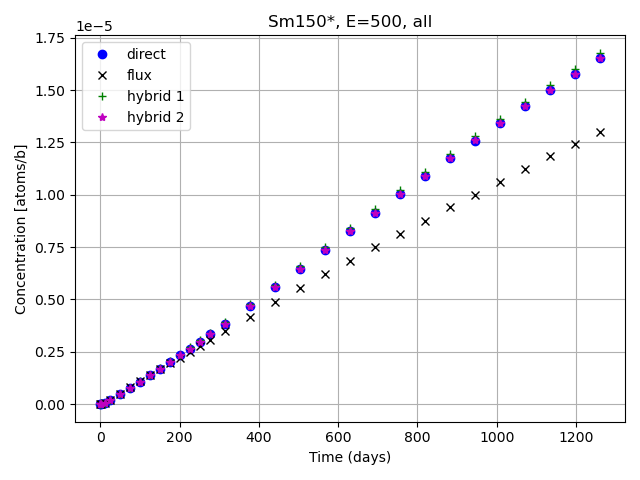 Sm150*, E=500, all
1e−5
direct
flux
hybrid 1
hybrid 2
1.75
1.50
1.25
1.00
0.75
0.50
0.25
0.00
Concentration [atoms/b]
0 200 400 600 800 1000 1200
Time (days)